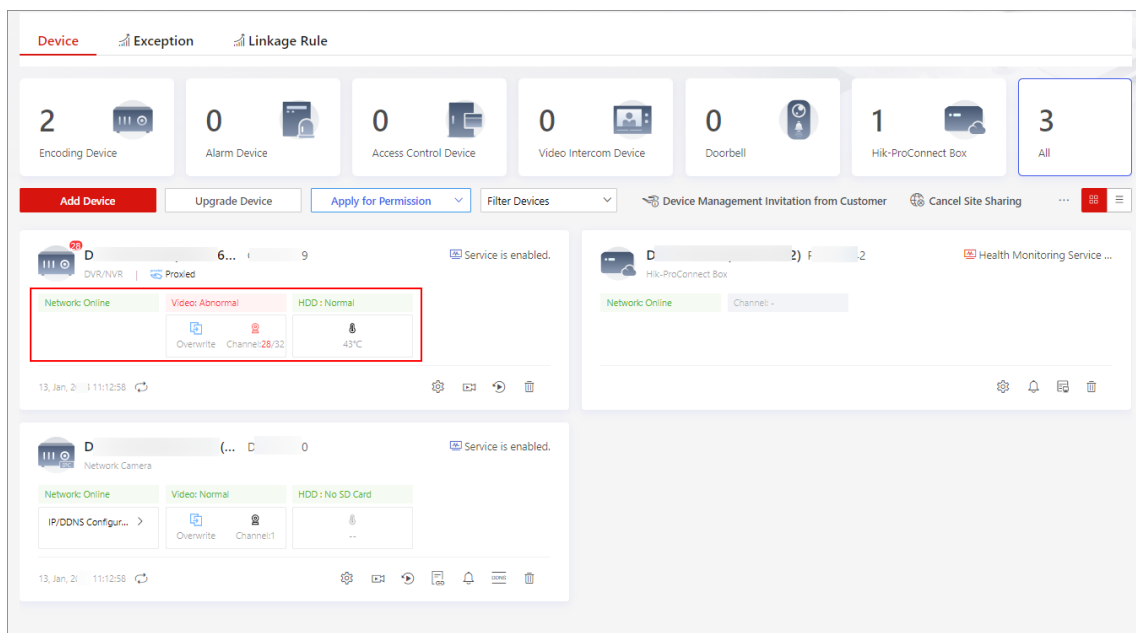 Device Exception Linkage Rule
2 0 0 0 0 1 3
Encoding Device Alarm Device Access Control Device Video Intercom Device Doorbell Hik-ProConnect Box All
Add Device Upgrade Device Apply for Permission Filter Devices Device Management Invitation from Customer Cancel Site Sharing ...
28
D 6... 9 Service is enabled.
DVR/NVR | Proxied
Network: Online Video: Abnormal HDD : Normal
Overwrite Channel:28/32 43°C
13, Jan, 2 11:12:58
D 2) 2 Health Monitoring Service ...
Hik-ProConnect Box
Network: Online Channel: -
D (... D 0 Service is enabled.
Network Camera
Network: Online Video: Normal HDD : No SD Card
IP/DDNS Configur... >
Overwrite Channel:1 --
13, Jan, 2 11:12:58